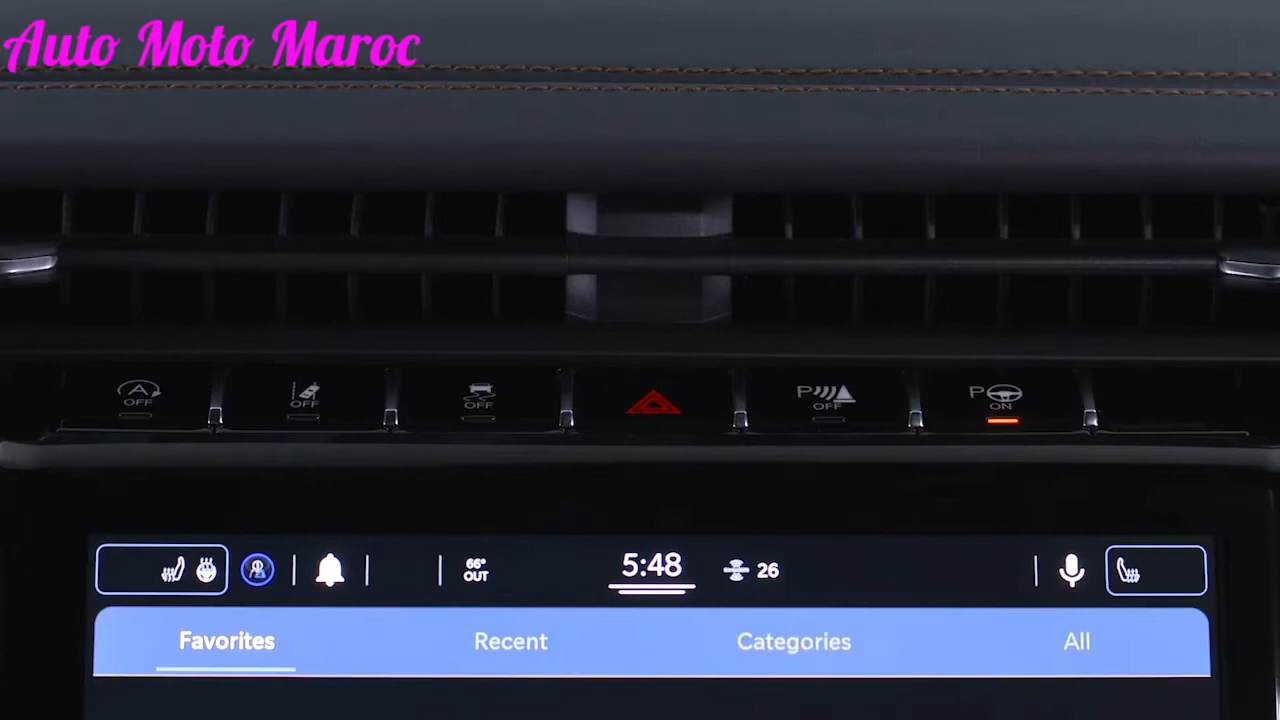 Auto Moto Maroc
A OFF
OFF
OFF
P OFF
P ON
66° OUT
5:48
26
Favorites
Recent
Categories
All